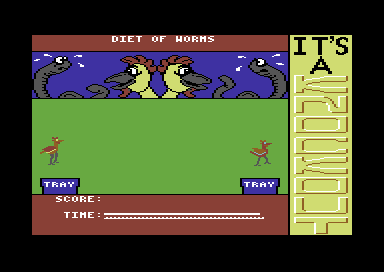 DIET OF WORMS
IT'S
A
KNOCKOUT
TRAY
TRAY
SCORE:
TIME: